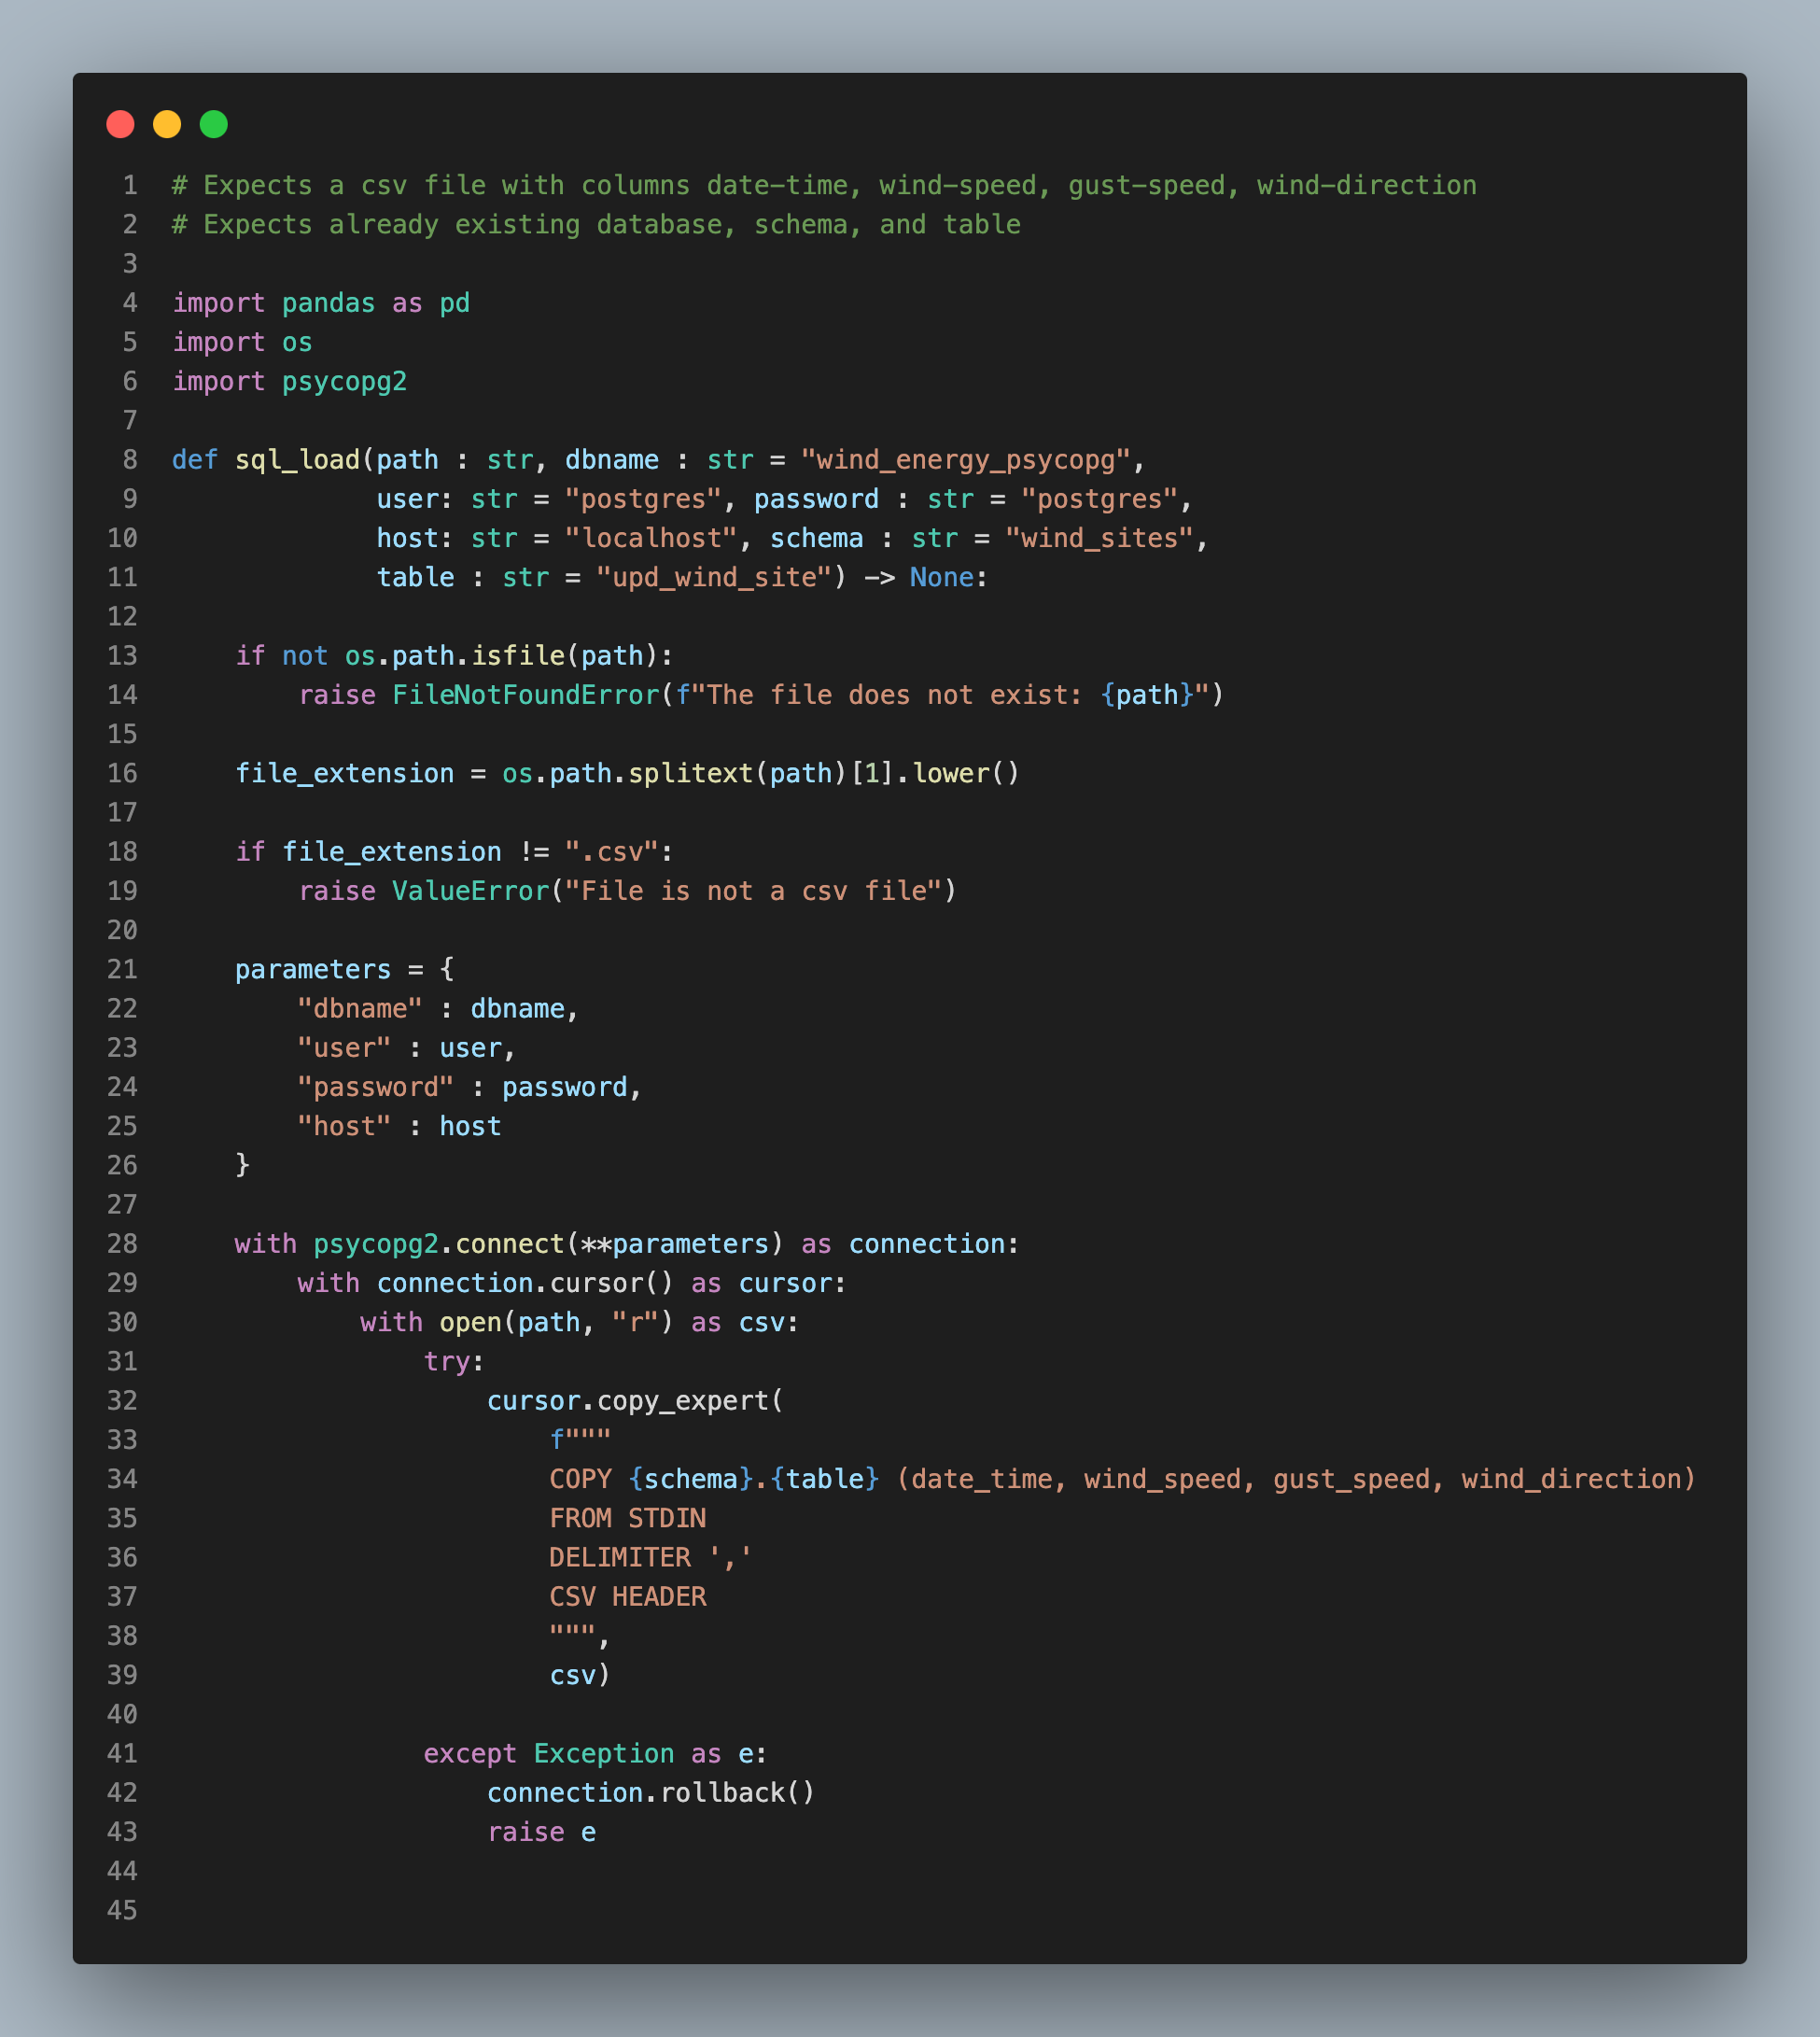 1 # Expects a csv file with columns date-time, wind-speed, gust-speed, wind-direction
2 # Expects already existing database, schema, and table
3
4 import pandas as pd
5 import os
6 import psycopg2
7
8 def sql_load(path : str, dbname : str = "wind_energy_psycopg",
9              user: str = "postgres", password : str = "postgres",
10              host: str = "localhost", schema : str = "wind_sites",
11              table : str = "upd_wind_site") -> None:
12
13     if not os.path.isfile(path):
14         raise FileNotFoundError(f"The file does not exist: {path}")
15
16     file_extension = os.path.splitext(path)[1].lower()
17
18     if file_extension != ".csv":
19         raise ValueError("File is not a csv file")
20
21     parameters = {
22         "dbname" : dbname,
23         "user" : user,
24         "password" : password,
25         "host" : host
26     }
27
28     with psycopg2.connect(**parameters) as connection:
29         with connection.cursor() as cursor:
30             with open(path, "r") as csv:
31                 try:
32                     cursor.copy_expert(
33                         f"""
34                         COPY {schema}.{table} (date_time, wind_speed, gust_speed, wind_direction)
35                         FROM STDIN
36                         DELIMITER ','
37                         CSV HEADER
38                         """,
39                         csv)
40
41                 except Exception as e:
42                     connection.rollback()
43                     raise e
44
45